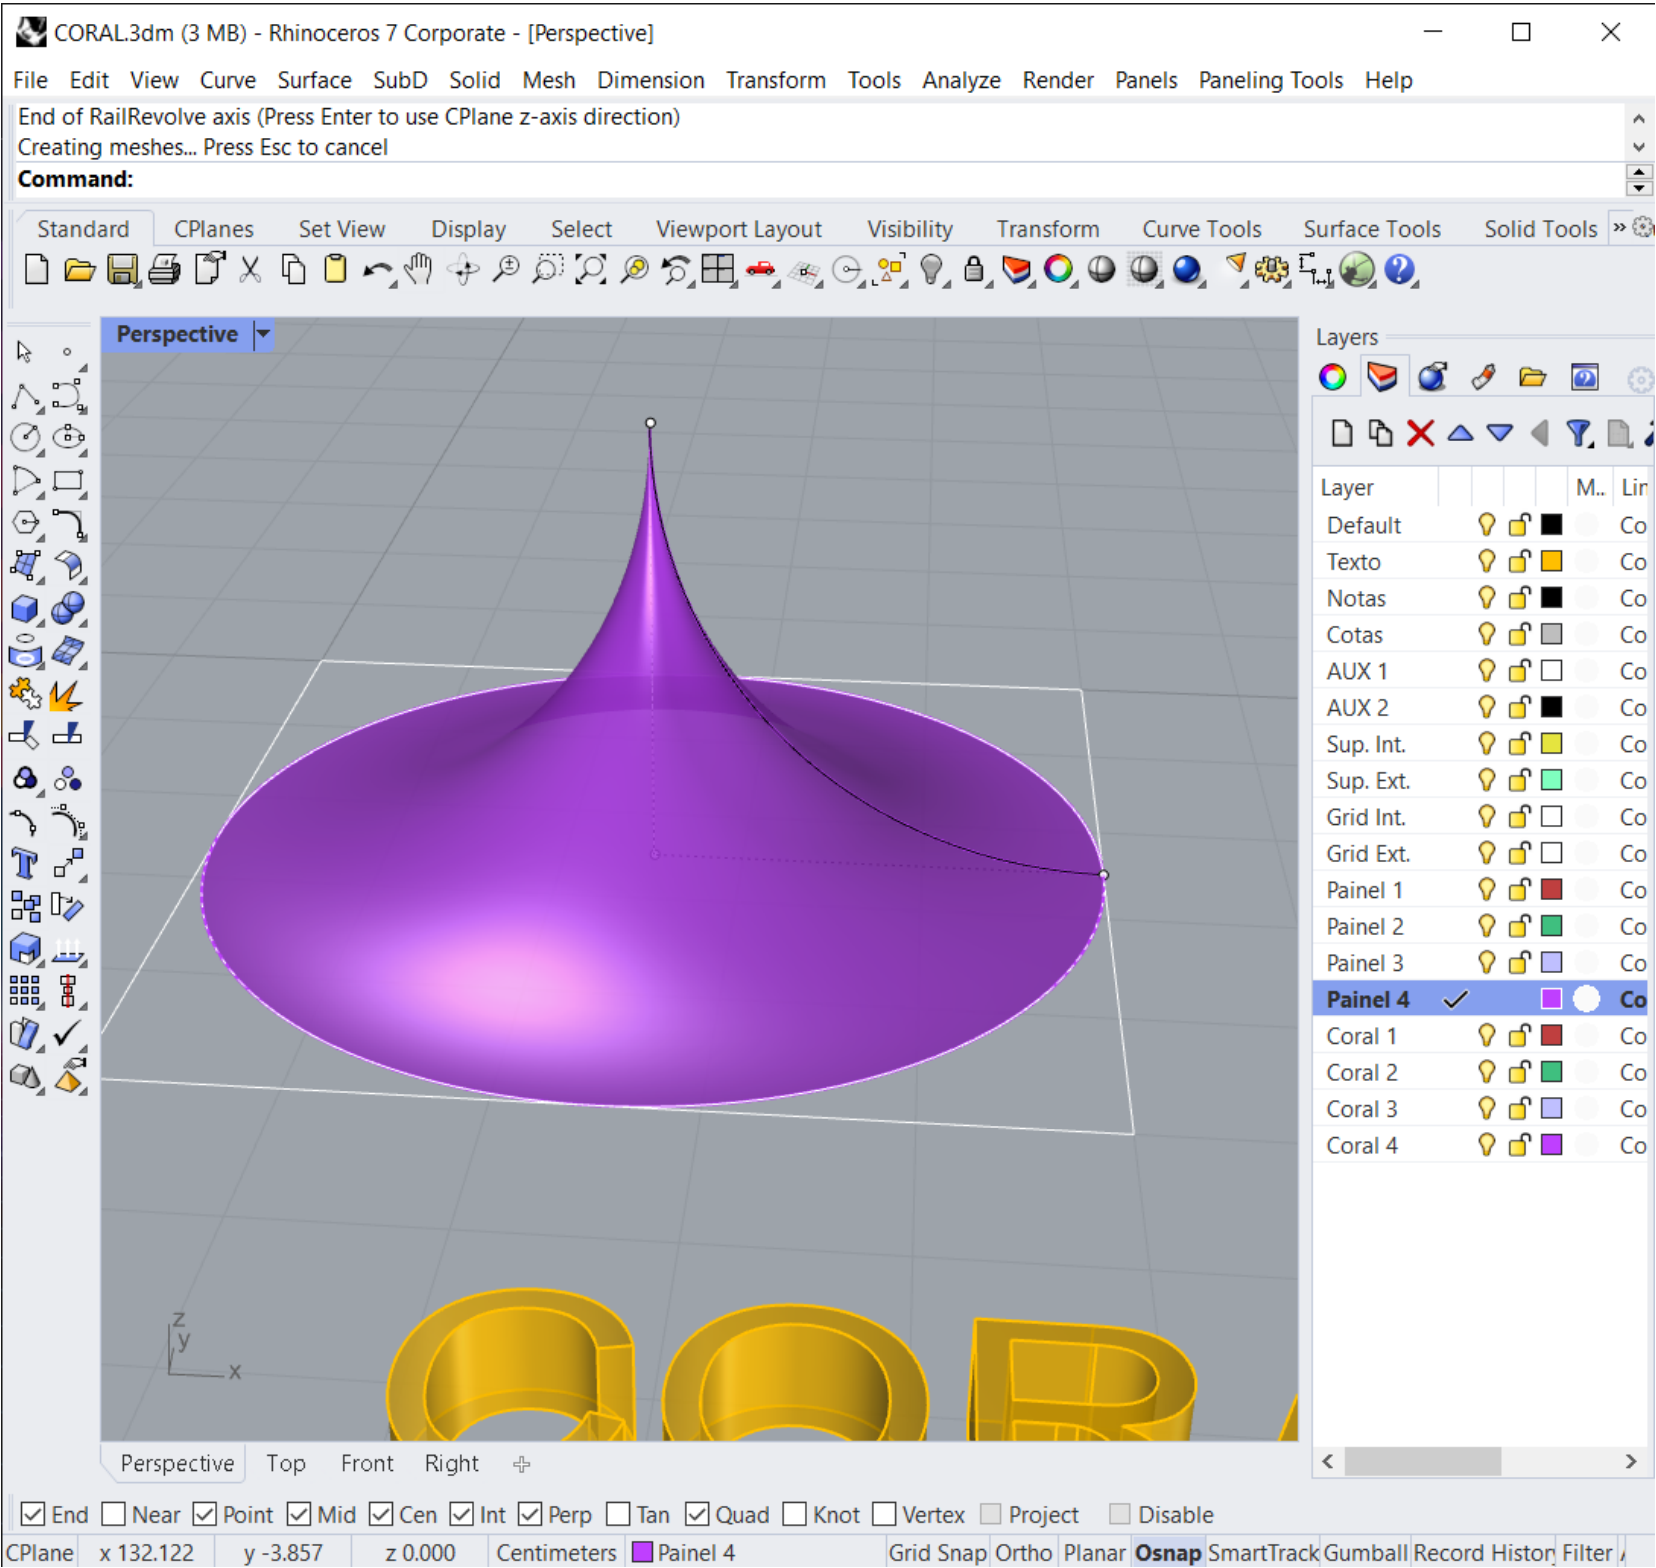 CORAL.3dm (3 MB) - Rhinoceros 7 Corporate - [Perspective]
File Edit View Curve Surface SubD Solid Mesh Dimension Transform Tools Analyze Render Panels Paneling Tools Help
End of RailRevolve axis (Press Enter to use CPlane z-axis direction)
Creating meshes... Press Esc to cancel
Command:
Standard CPlanes Set View Display Select Viewport Layout Visibility Transform Curve Tools Surface Tools Solid Tools »
Perspective
Layers
Layer M.. Lin
Default Co
Texto Co
Notas Co
Cotas Co
AUX 1 Co
AUX 2 Co
Sup. Int. Co
Sup. Ext. Co
Grid Int. Co
Grid Ext. Co
Painel 1 Co
Painel 2 Co
Painel 3 Co
Painel 4 Co
Coral 1 Co
Coral 2 Co
Coral 3 Co
Coral 4 Co
z
y
x
Perspective Top Front Right
End Near Point Mid Cen Int Perp Tan Quad Knot Vertex Project Disable
CPlane x 132.122 y -3.857 z 0.000 Centimeters Painel 4 Grid Snap Ortho Planar Osnap SmartTrack Gumball Record History Filter